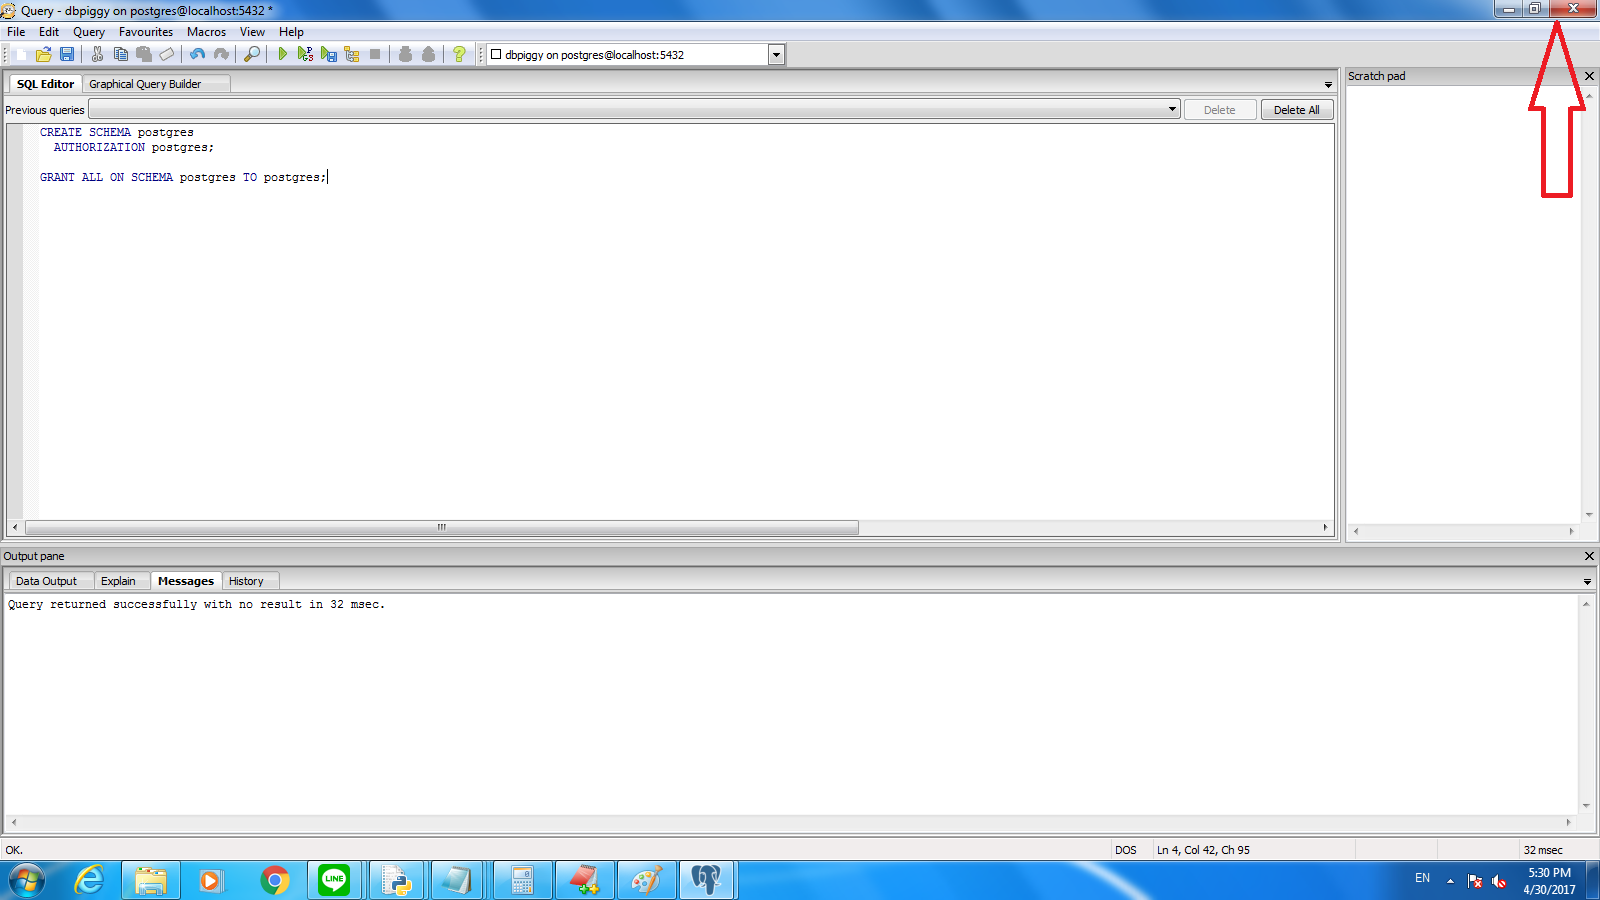 Query - dbpiggy on postgres@localhost:5432 *
File Edit Query Favourites Macros View Help
dbpiggy on postgres@localhost:5432
SQL Editor Graphical Query Builder
Scratch pad
Previous queries Delete Delete All
CREATE SCHEMA postgres
AUTHORIZATION postgres;
GRANT ALL ON SCHEMA postgres TO postgres;
Output pane
Data Output Explain Messages History
Query returned successfully with no result in 32 msec.
OK. DOS Ln 4, Col 42, Ch 95 32 msec
LINE
EN 5:30 PM
4/30/2017